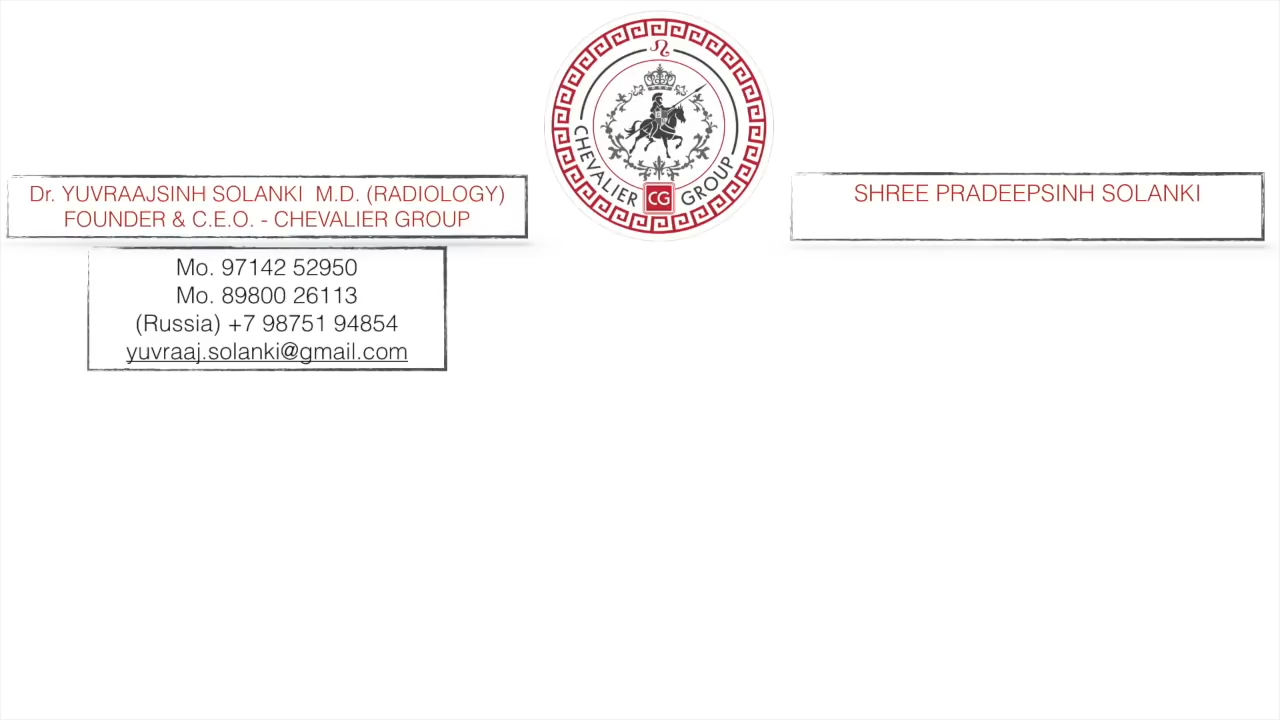 CHEVALIER CG GROUP
Dr. YUVRAAJSINH SOLANKI M.D. (RADIOLOGY)
FOUNDER & C.E.O. - CHEVALIER GROUP
SHREE PRADEEPSINH SOLANKI
Mo. 97142 52950
Mo. 89800 26113
(Russia) +7 98751 94854
yuvraaj.solanki@gmail.com